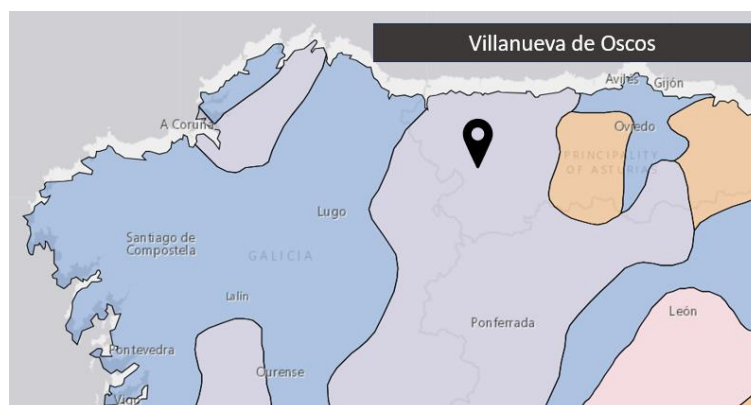 Villanueva de Oscos
Avilés
Gijón
A Coruña
Oviedo
PRINCIPALITY
OF ASTURIAS
Lugo
Santiago de
Compostela
GALICIA
Lalín
León
Ponferrada
Pontevedra
Ourense
Vigo